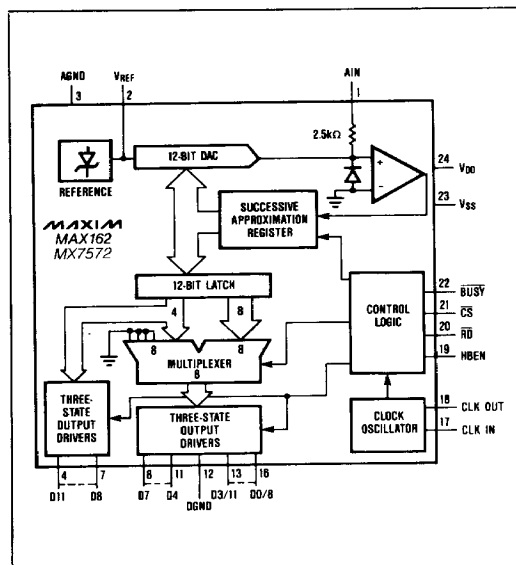 AGND
3
VREF
2
AIN
1
2.5kΩ
12-BIT DAC
REFERENCE
+
−
24
VDD
23
VSS
MAXIM
MAX162
MX7572
SUCCESSIVE
APPROXIMATION
REGISTER
12-BIT LATCH
4
8
8
8
MULTIPLEXER
8
CONTROL
LOGIC
22
BUSY
21
CS
20
RD
19
HBEN
THREE-
STATE
OUTPUT
DRIVERS
THREE-STATE
OUTPUT
DRIVERS
CLOCK
OSCILLATOR
18
CLK OUT
17
CLK IN
4
7
8
11
12
13
16
D11
D8
D7
D4
DGND
D3/11
D0/8